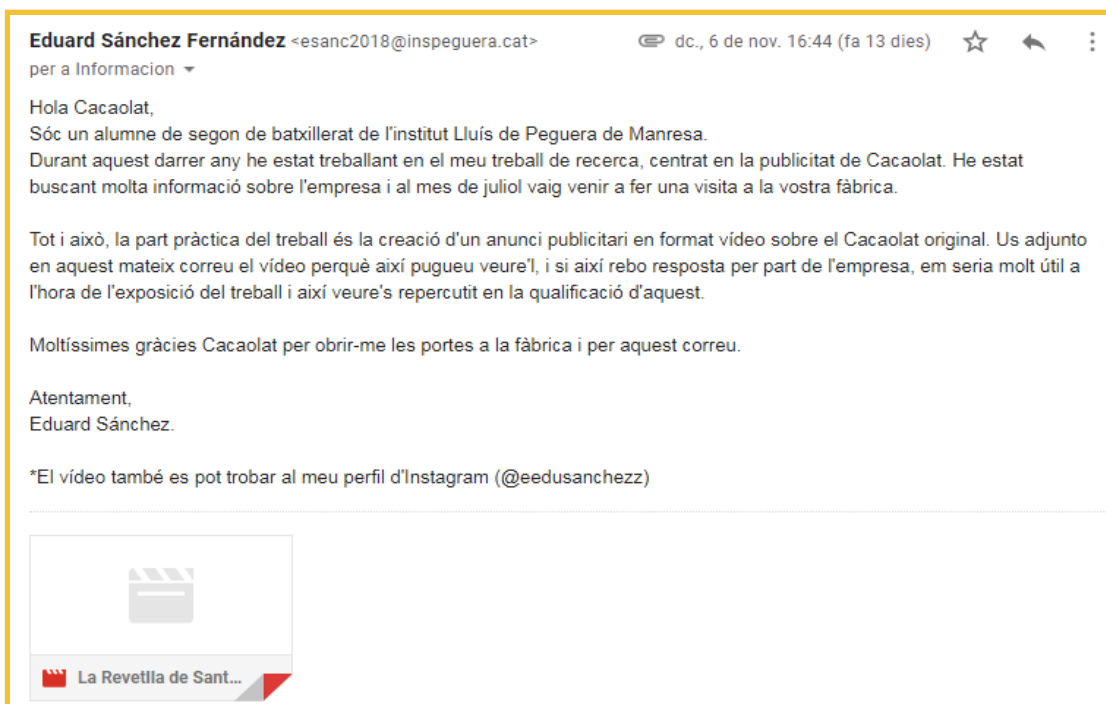 Eduard Sánchez Fernández <esanc2018@inspeguera.cat> dc., 6 de nov. 16:44 (fa 13 dies)
per a Informacion
Hola Cacaolat,
Sóc un alumne de segon de batxillerat de l'institut Lluís de Peguera de Manresa.
Durant aquest darrer any he estat treballant en el meu treball de recerca, centrat en la publicitat de Cacaolat. He estat
buscant molta informació sobre l'empresa i al mes de juliol vaig venir a fer una visita a la vostra fàbrica.
Tot i això, la part pràctica del treball és la creació d'un anunci publicitari en format vídeo sobre el Cacaolat original. Us adjunto
en aquest mateix correu el vídeo perquè així pugueu veure'l, i si així rebo resposta per part de l'empresa, em seria molt útil a
l'hora de l'exposició del treball i així veure's repercutit en la qualificació d'aquest.
Moltíssimes gràcies Cacaolat per obrir-me les portes a la fàbrica i per aquest correu.
Atentament,
Eduard Sánchez.
*El vídeo també es pot trobar al meu perfil d'Instagram (@eedusanchezz)
La Revetlla de Sant...